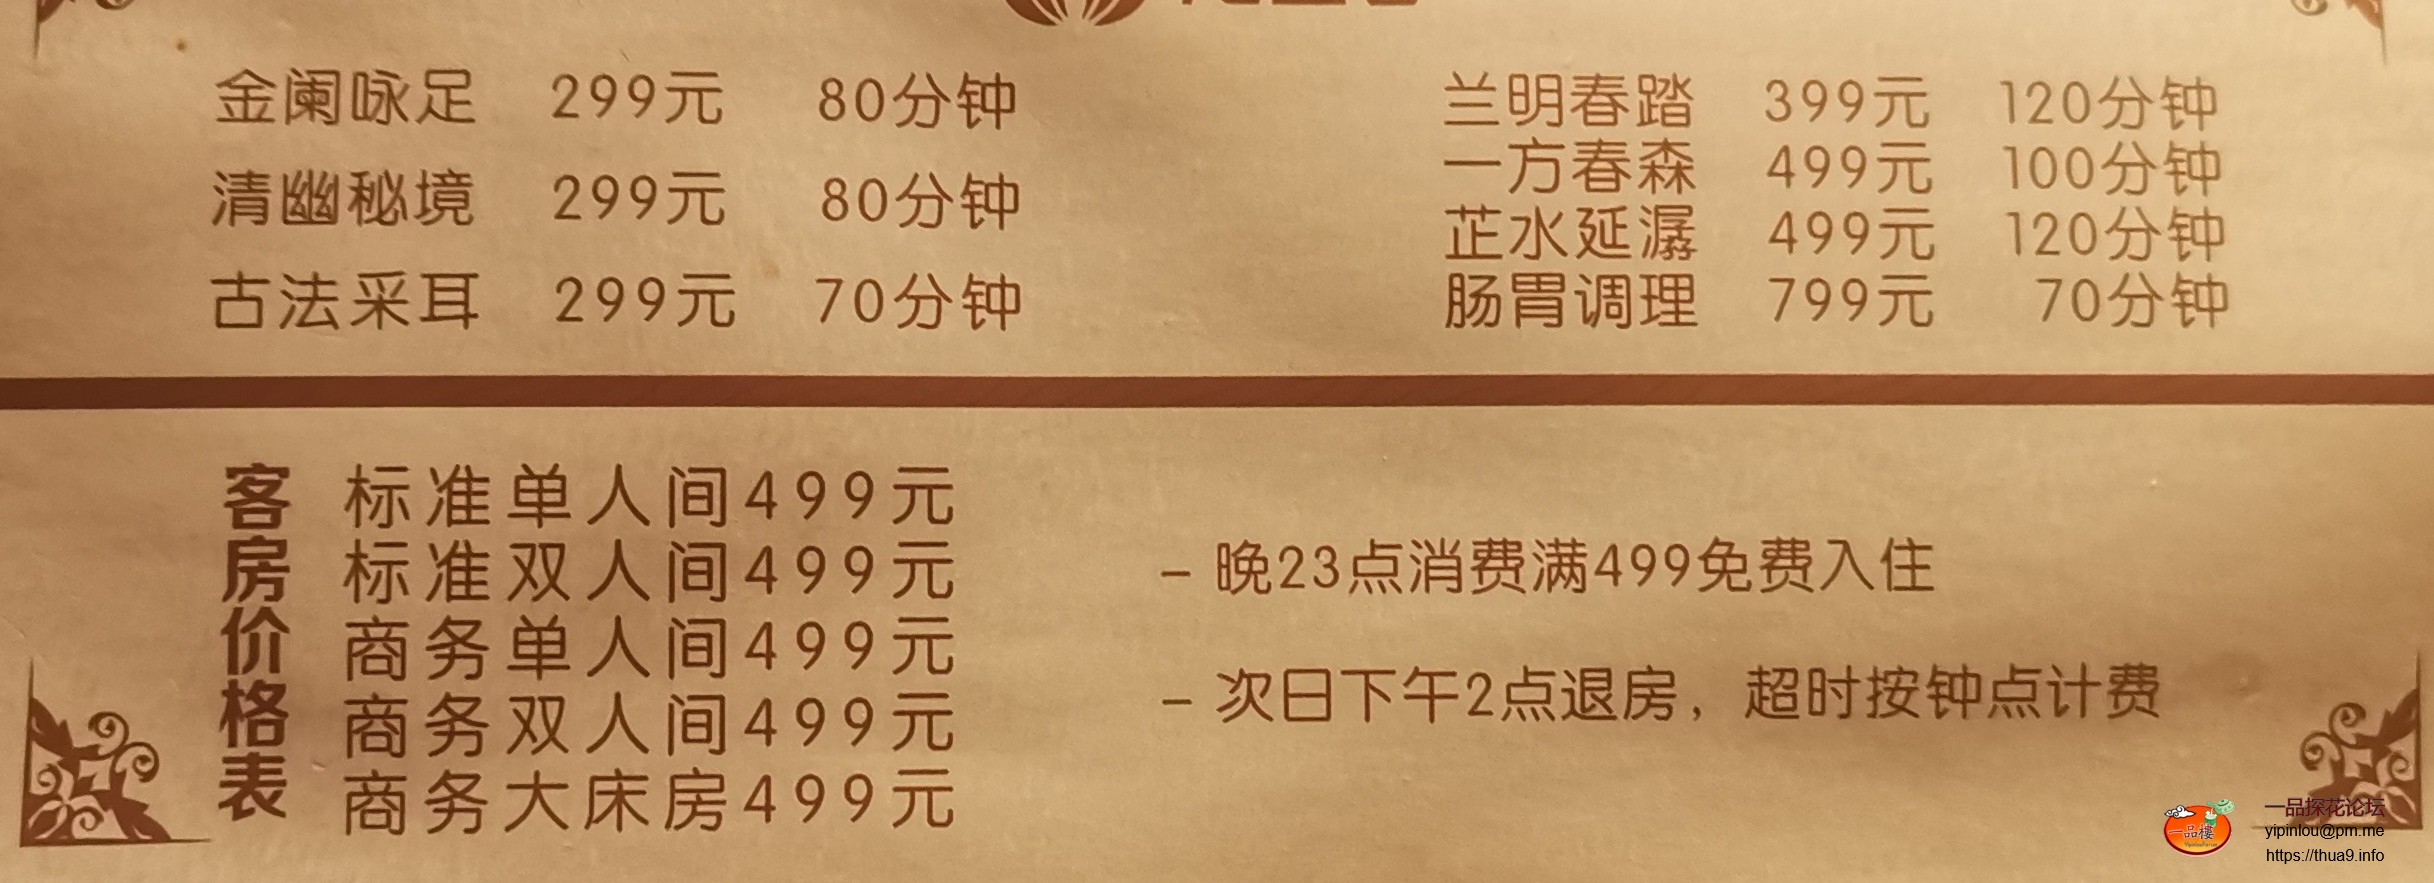 金阑咏足 299元 80分钟
清幽秘境 299元 80分钟
古法采耳 299元 70分钟
兰明春踏 399元 120分钟
一方春森 499元 100分钟
芷水延潺 499元 120分钟
肠胃调理 799元 70分钟
客房价格表
标准单人间499元
标准双人间499元
商务单人间499元
商务双人间499元
商务大床房499元
– 晚23点消费满499免费入住
– 次日下午2点退房，超时按钟点计费
一品楼
一品探花论坛
yipinlou@pm.me
https://thua9.info